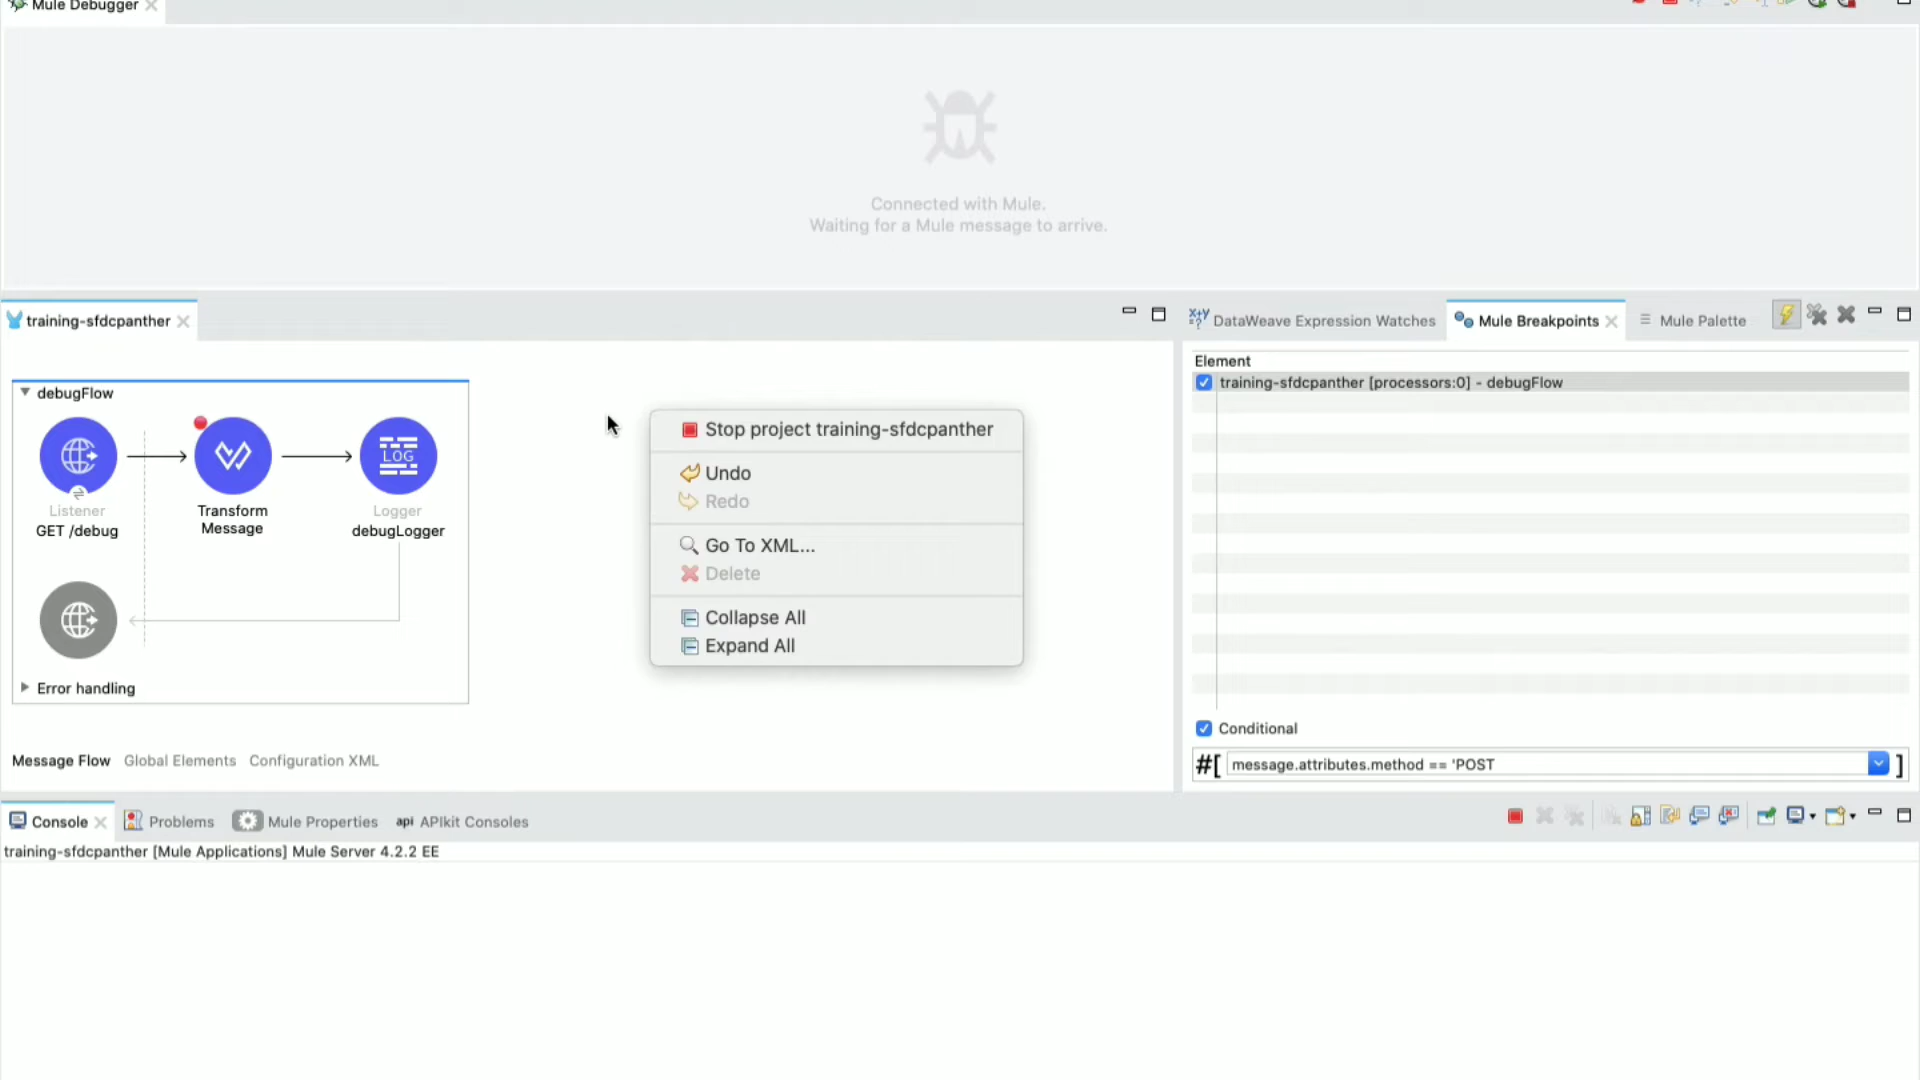 Mule Debugger
Connected with Mule.
Waiting for a Mule message to arrive.
training-sfdcpanther
debugFlow
Listener
GET /debug
Transform
Message
LOG
Logger
debugLogger
Error handling
Message Flow Global Elements Configuration XML
Stop project training-sfdcpanther
Undo
Redo
Go To XML...
Delete
Collapse All
Expand All
x+y
=?
DataWeave Expression Watches Mule Breakpoints Mule Palette
Element
training-sfdcpanther [processors:0] - debugFlow
Conditional
#[ message.attributes.method == 'POST ]
Console Problems Mule Properties api APIkit Consoles
training-sfdcpanther [Mule Applications] Mule Server 4.2.2 EE